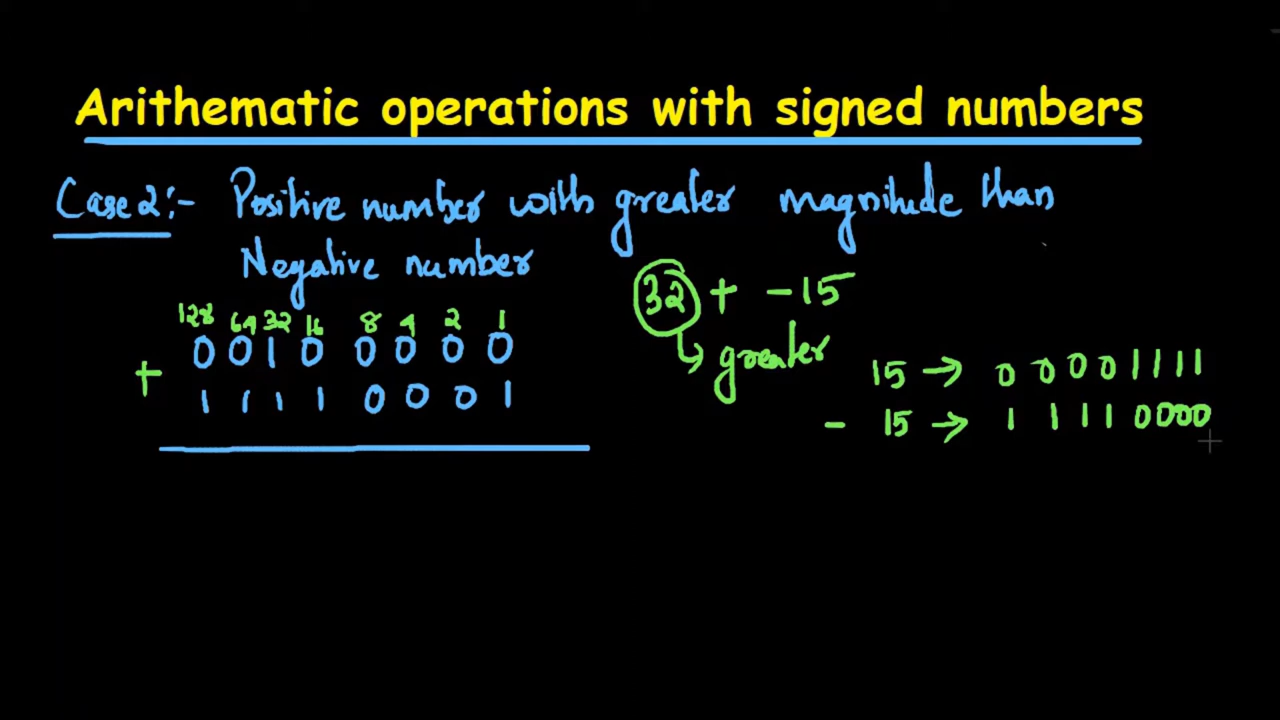 Arithematic operations with signed numbers
Case 2:- Positive number with greater magnitude than
Negative number
32 + -15
greater
128 64 32 16 8 4 2 1
0 0 1 0 0 0 0 0
+
1 1 1 1 0 0 0 1
15 → 0 0 0 0 1 1 1 1
- 15 → 1 1 1 1 0 0 0 0